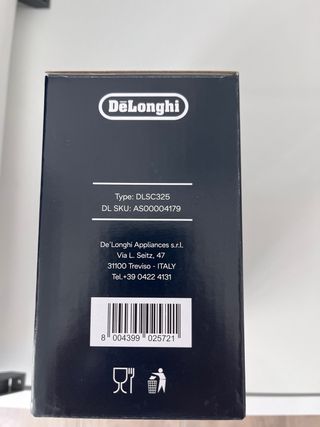 DeLonghi
Type: DLSC325
DL SKU: AS00004179
De'Longhi Appliances s.r.l.
Via L. Seitz, 47
31100 Treviso - ITALY
Tel.+39 0422 4131
8 004399 025721